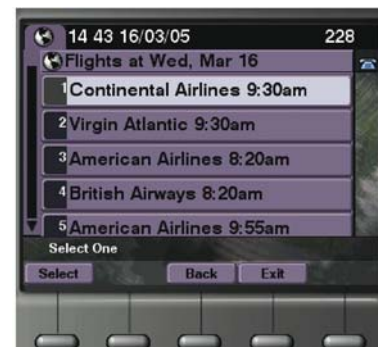 14 43 16/03/05 228
Flights at Wed, Mar 16
1 Continental Airlines 9:30am
2 Virgin Atlantic 9:30am
3 American Airlines 8:20am
4 British Airways 8:20am
5 American Airlines 9:55am
Select One
Select Back Exit